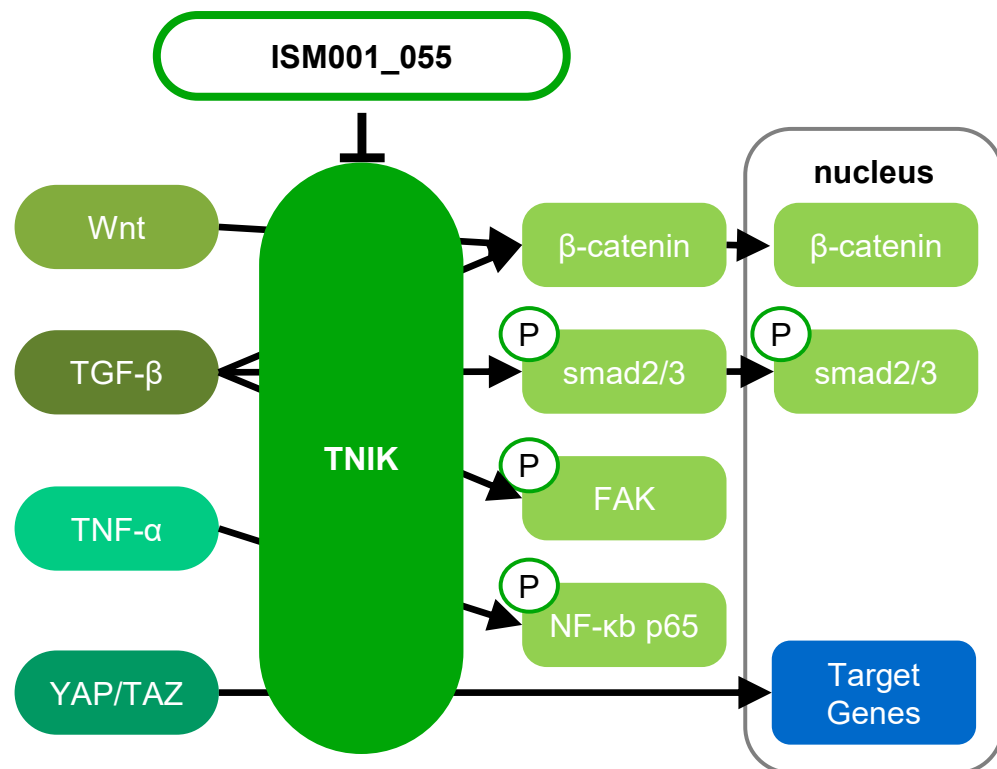 ISM001_055
nucleus
Wnt
β-catenin
β-catenin
P
P
TGF-β
smad2/3
smad2/3
TNIK
P
FAK
TNF-α
P
NF-κb p65
YAP/TAZ
Target
Genes